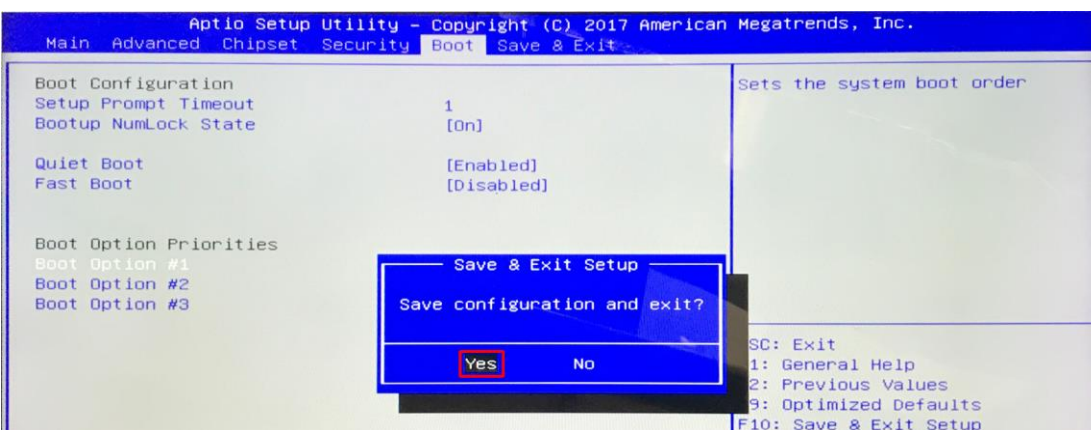 Aptio Setup Utility – Copyright (C) 2017 American Megatrends, Inc.
Main Advanced Chipset Security Boot Save & Exit
Boot Configuration
Setup Prompt Timeout 1
Bootup NumLock State [On]
Quiet Boot [Enabled]
Fast Boot [Disabled]
Boot Option Priorities
Boot Option #1
Boot Option #2
Boot Option #3
Save & Exit Setup
Save configuration and exit?
Yes No
Sets the system boot order
SC: Exit
1: General Help
2: Previous Values
9: Optimized Defaults
F10: Save & Exit Setup